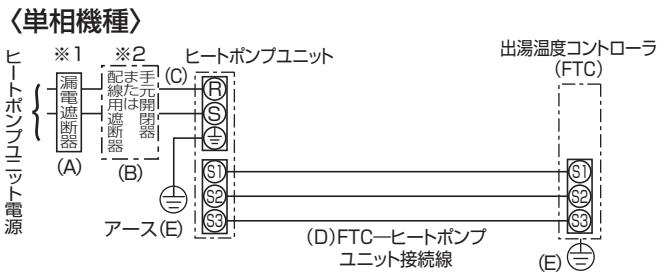 〈単相機種〉
ヒートポンプユニット電源
※1
漏電遮断器
(A)
※2
手元開閉器
または
配線用遮断器
(B)
(C)
ヒートポンプユニット
R
S
S1
S2
S3
アース(E)
(D)FTC―ヒートポンプ
ユニット接続線
出湯温度コントローラ
(FTC)
S1
S2
S3
(E)